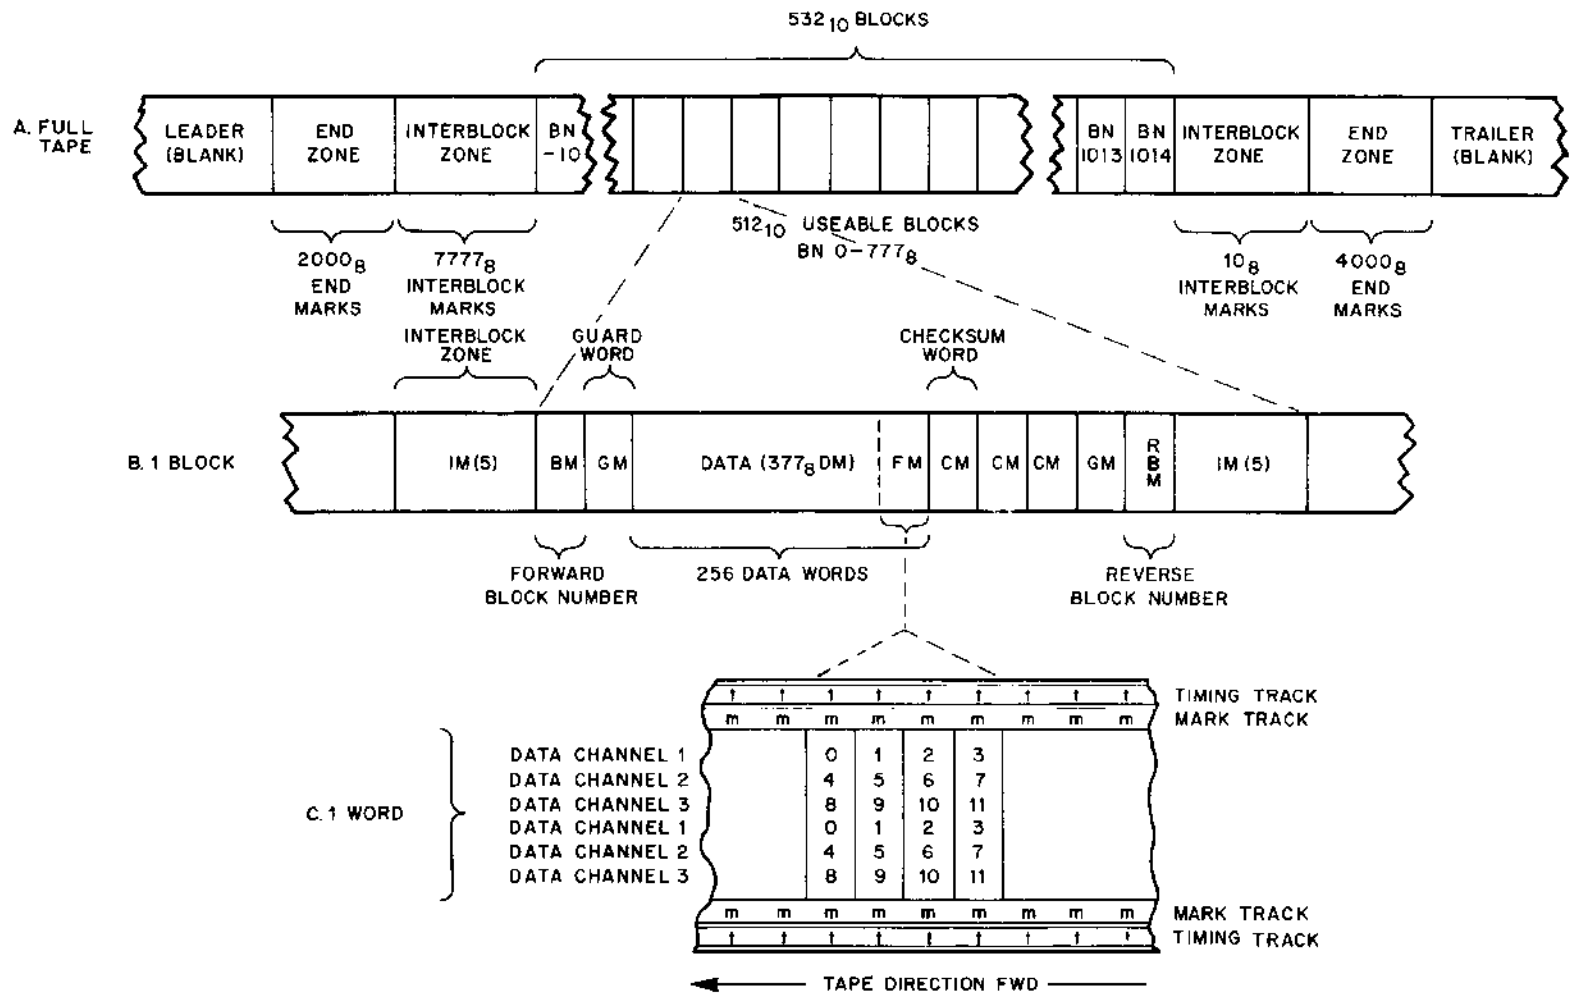 532₁₀ BLOCKS
A. FULL TAPE
LEADER (BLANK)
END ZONE
INTERBLOCK ZONE
BN -10
BN 1013
BN 1014
INTERBLOCK ZONE
END ZONE
TRAILER (BLANK)
2000₈ END MARKS
7777₈ INTERBLOCK MARKS
512₁₀ USEABLE BLOCKS
BN 0-777₈
10₈ INTERBLOCK MARKS
4000₈ END MARKS
INTERBLOCK ZONE
GUARD WORD
CHECKSUM WORD
B. 1 BLOCK
IM(5)
BM
GM
DATA (377₈ DM)
FM
CM
CM
CM
GM
RBM
IM(5)
FORWARD BLOCK NUMBER
256 DATA WORDS
REVERSE BLOCK NUMBER
t t t t t t t t t TIMING TRACK
m m m m m m m m m MARK TRACK
C. 1 WORD
DATA CHANNEL 1 0 1 2 3
DATA CHANNEL 2 4 5 6 7
DATA CHANNEL 3 8 9 10 11
DATA CHANNEL 1 0 1 2 3
DATA CHANNEL 2 4 5 6 7
DATA CHANNEL 3 8 9 10 11
m m m m m m m m m MARK TRACK
t t t t t t t t t TIMING TRACK
TAPE DIRECTION FWD